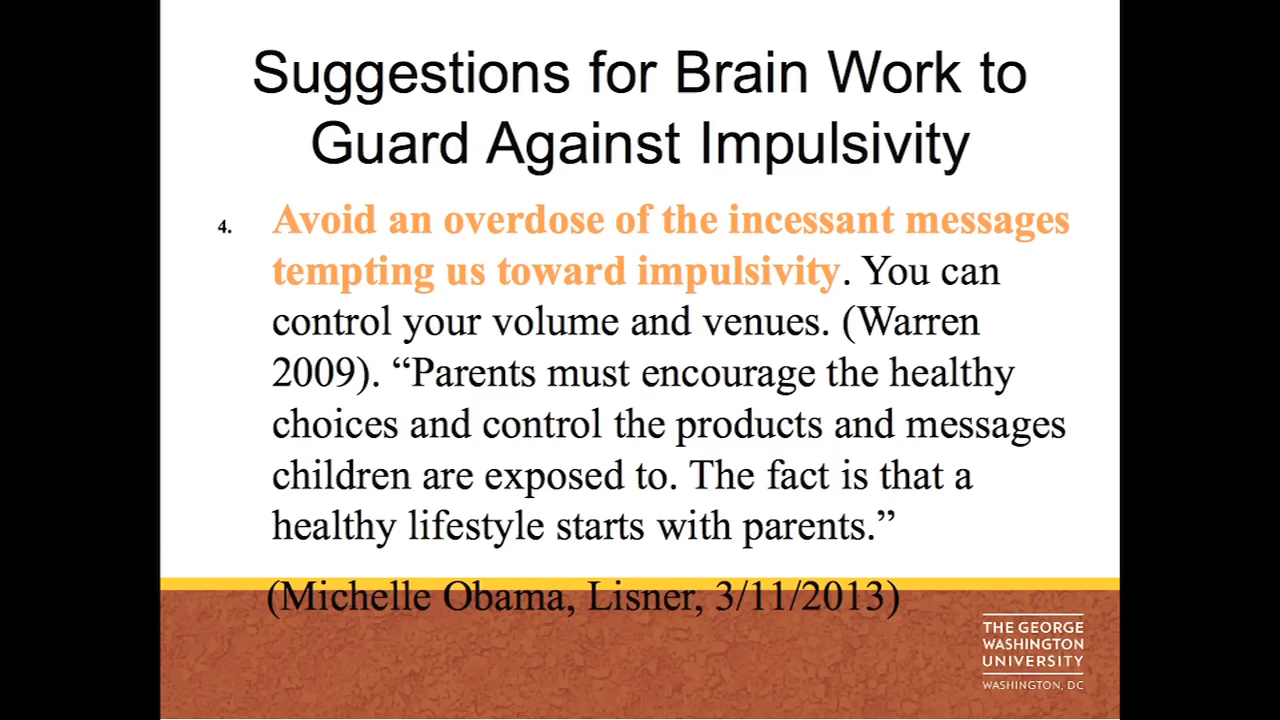 Suggestions for Brain Work to
Guard Against Impulsivity
4. Avoid an overdose of the incessant messages
tempting us toward impulsivity. You can
control your volume and venues. (Warren
2009). “Parents must encourage the healthy
choices and control the products and messages
children are exposed to. The fact is that a
healthy lifestyle starts with parents.”
(Michelle Obama, Lisner, 3/11/2013)
THE GEORGE
WASHINGTON
UNIVERSITY
WASHINGTON, DC